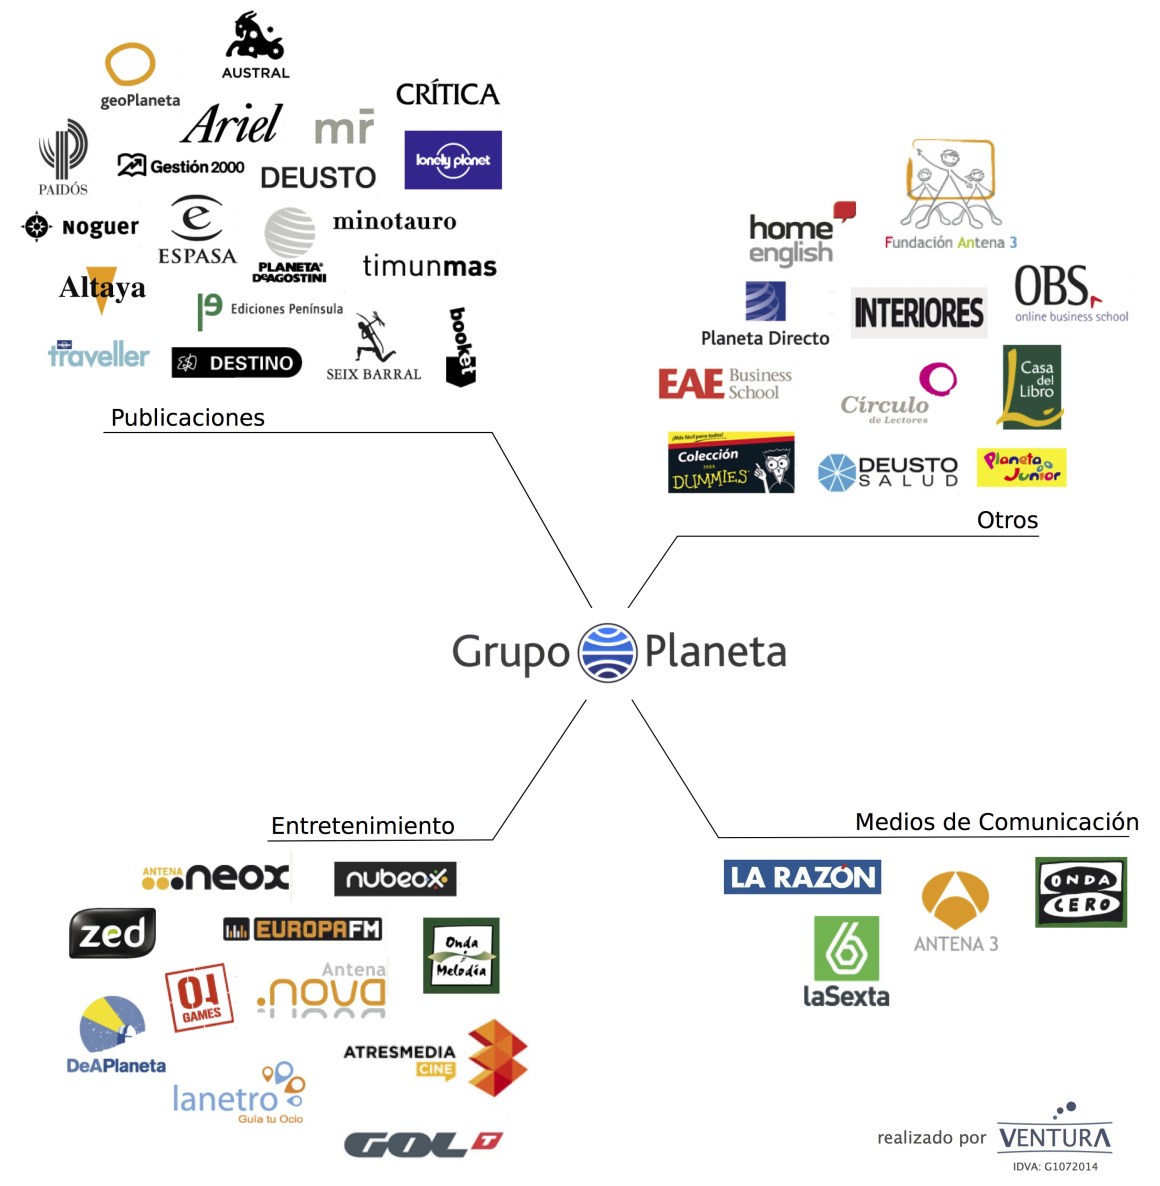 geoPlaneta
AUSTRAL
CRÍTICA
Ariel
mr
PAIDÓS
Gestión 2000
DEUSTO
lonely planet
Noguer
e
ESPASA
PLANETA
DEAGOSTINI
minotauro
timunmas
Altaya
Ediciones Península
traveller
DESTINO
SEIX BARRAL
booket
Publicaciones
Fundación Antena 3
home
english
Planeta Directo
INTERIORES
OBS
online business school
EAE Business
School
Círculo
de Lectores
Casa
del
Libro
¡Más fácil para todos!
Colección
PARA
DUMMIES
DEUSTO
SALUD
Planeta
Junior
Otros
Grupo Planeta
Entretenimiento
ANTENA
neox
nubeox
zed
EUROPA FM
Onda
Melodía
GAMES
Antena
.nova
DeAPlaneta
ATRESMEDIA
CINE
lanetro
Guía tu Ocio
GOL T
Medios de Comunicación
LA RAZÓN
ANTENA 3
ONDA
CERO
6
laSexta
realizado por VENTURA
IDVA: G1072014